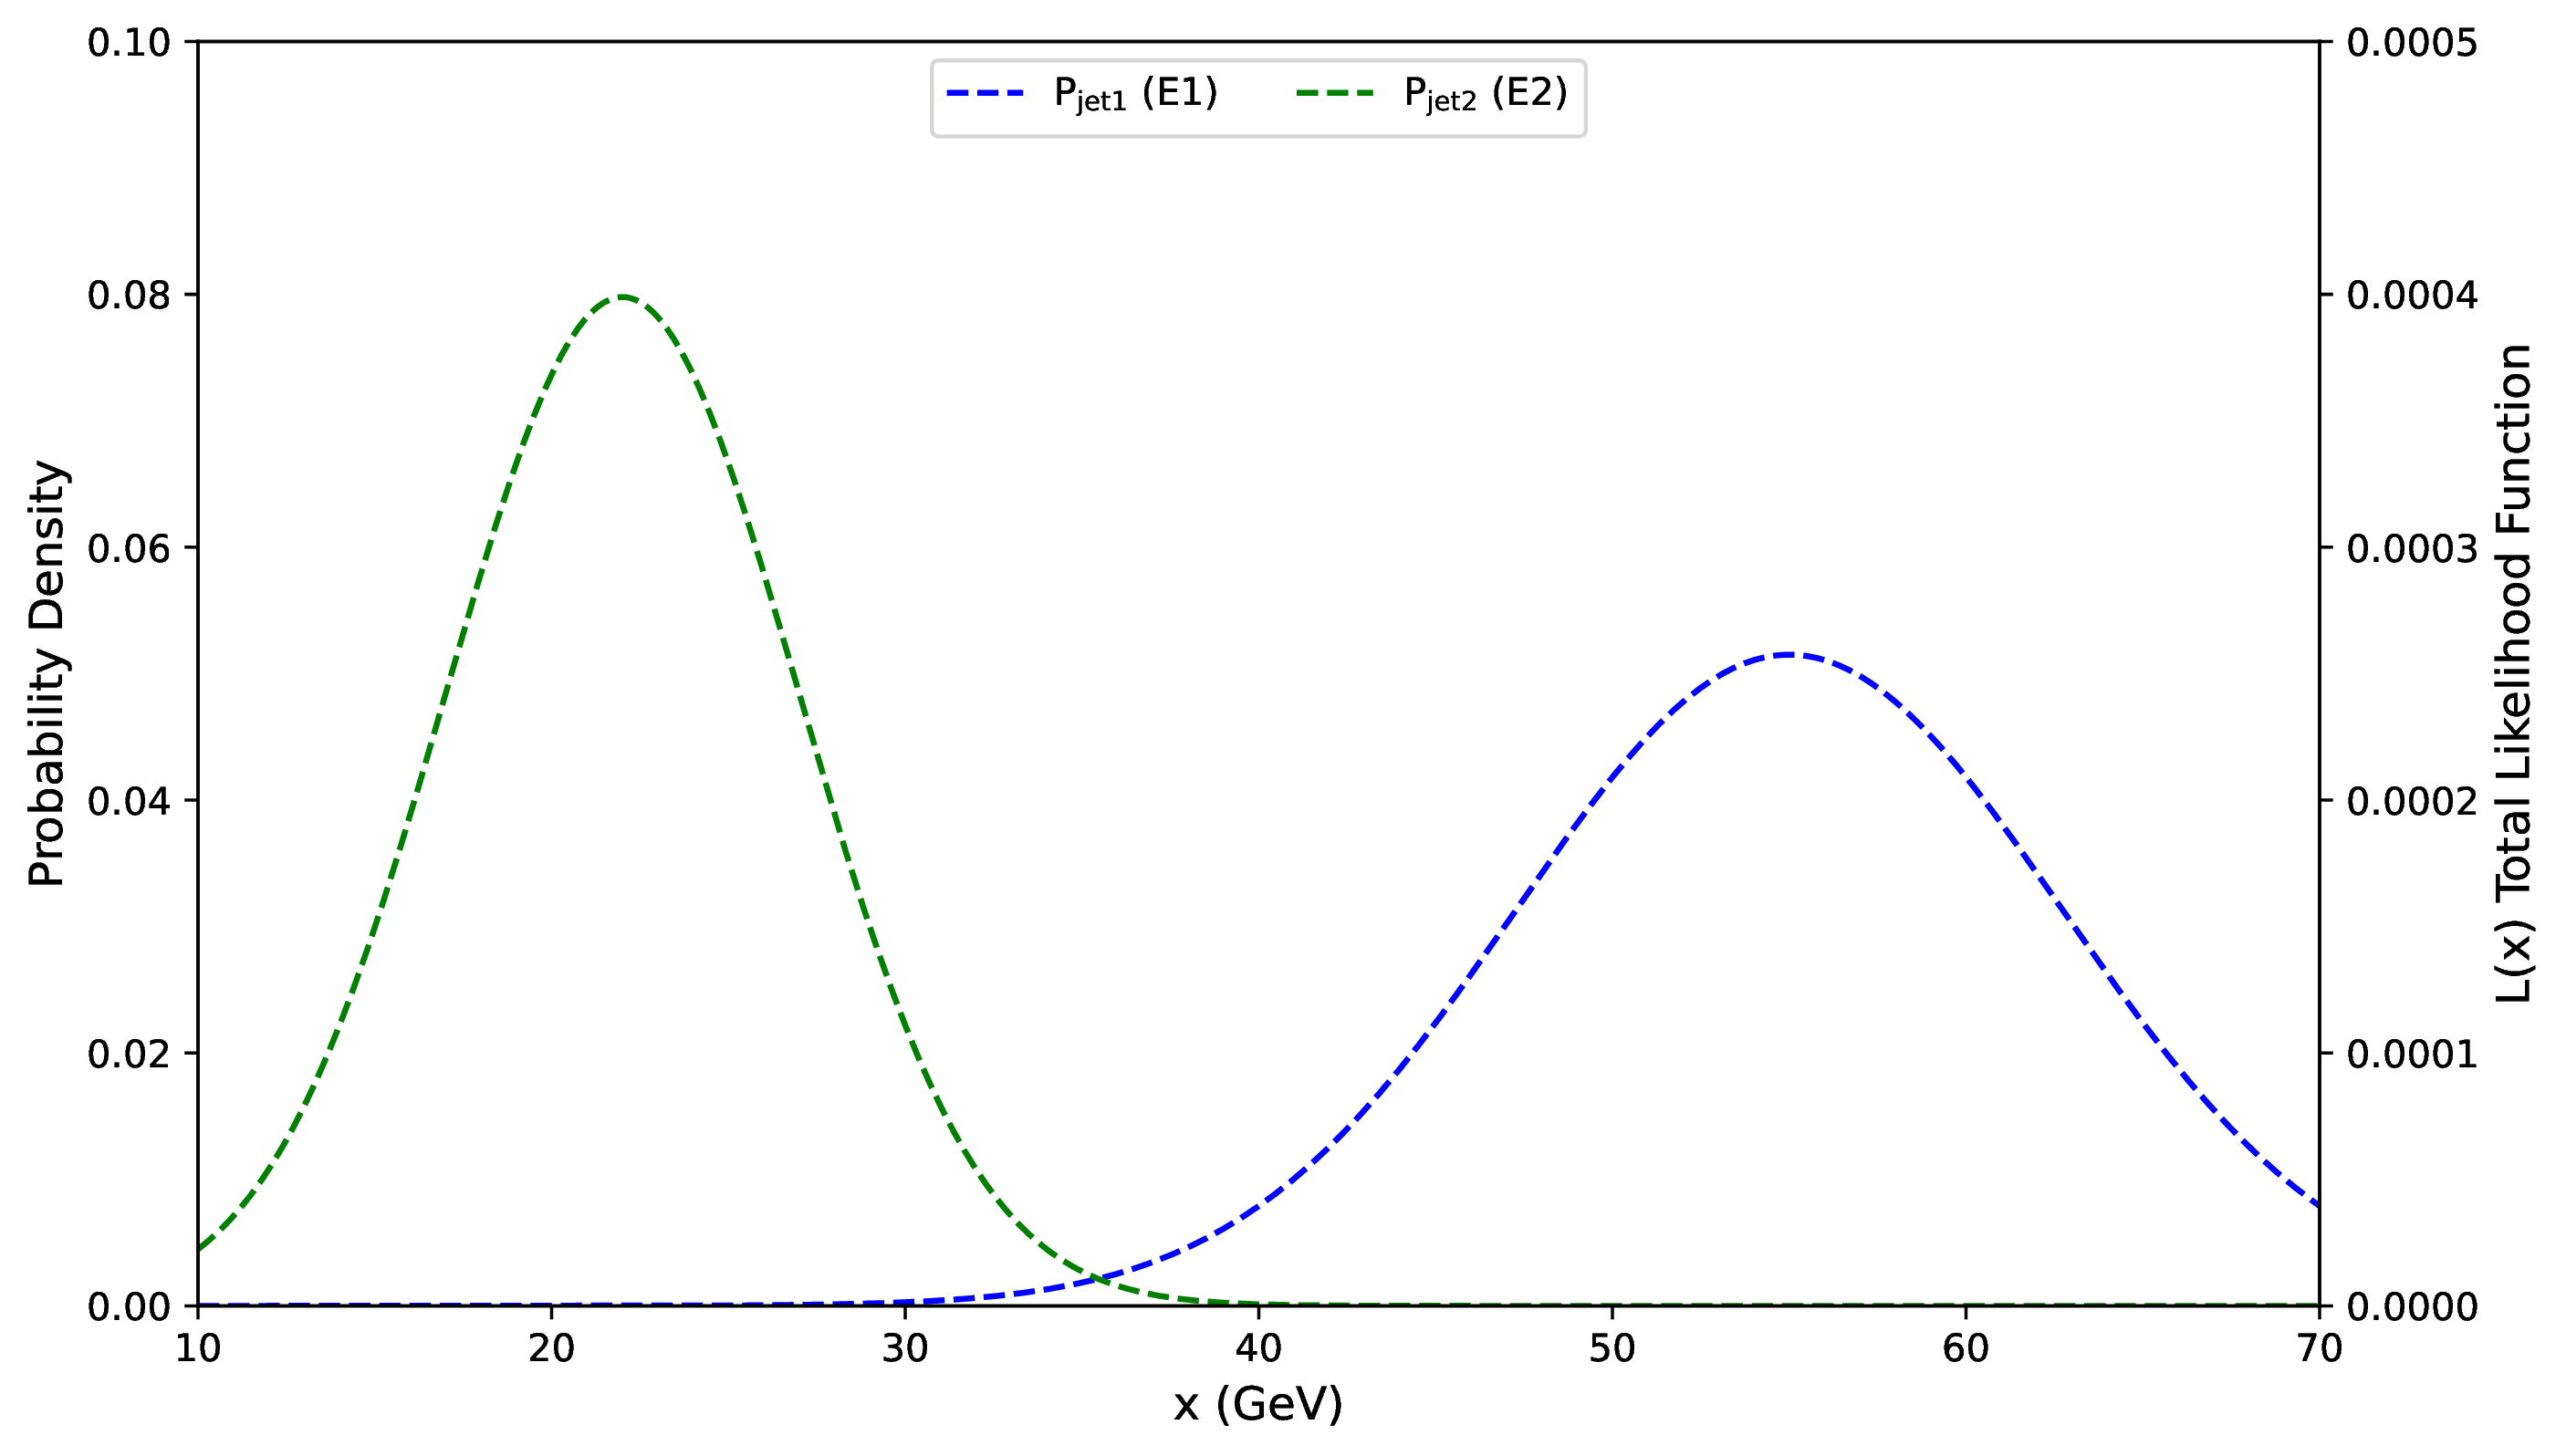 P_jet1 (E1)
P_jet2 (E2)
Probability Density
0.10
0.08
0.06
0.04
0.02
0.00
0.0005
0.0004
0.0003
0.0002
0.0001
0.0000
L(x) Total Likelihood Function
10 20 30 40 50 60 70
x (GeV)